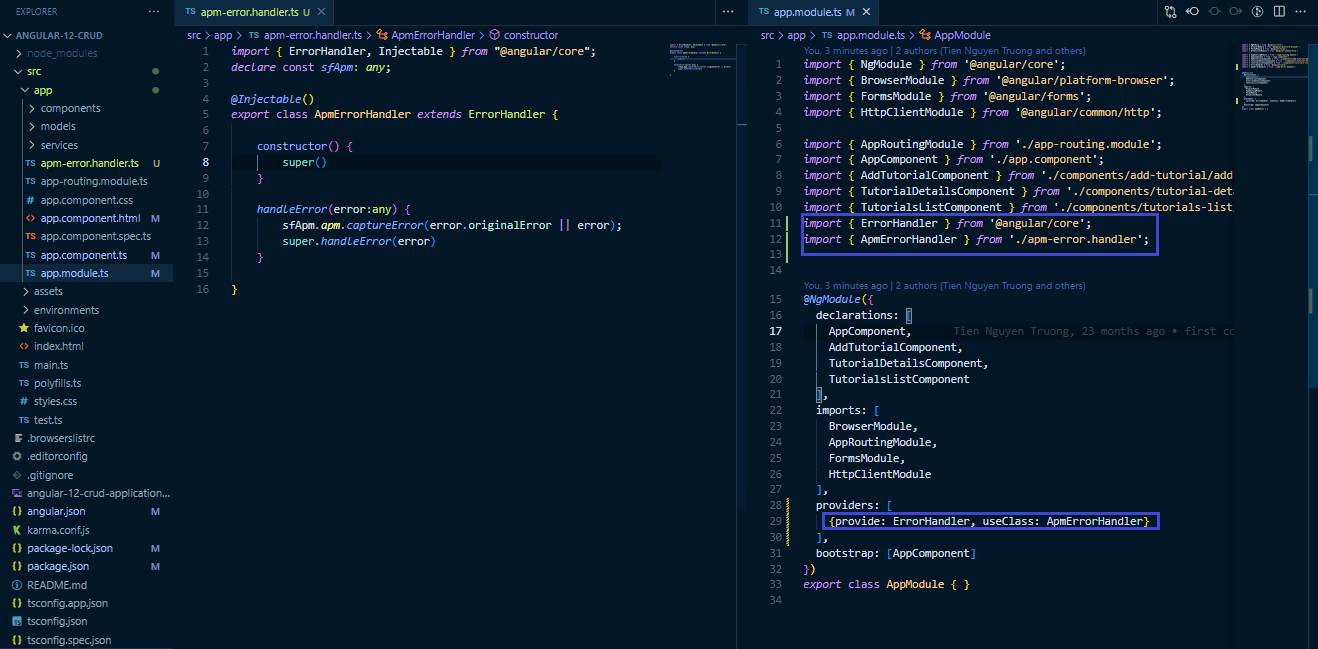 EXPLORER
ANGULAR-12-CRUD
node_modules
src
app
components
models
services
TS apm-error.handler.ts U
TS app-routing.module.ts
# app.component.css
<> app.component.html M
TS app.component.spec.ts
TS app.component.ts M
TS app.module.ts M
assets
environments
favicon.ico
<> index.html
TS main.ts
TS polyfills.ts
# styles.css
TS test.ts
.browserslistrc
.editorconfig
.gitignore
angular-12-crud-application...
{} angular.json M
karma.conf.js
{} package-lock.json M
{} package.json M
README.md
{} tsconfig.app.json
TS tsconfig.json
{} tsconfig.spec.json
TS apm-error.handler.ts U ×
src > app > TS apm-error.handler.ts > ApmErrorHandler > constructor
1 import { ErrorHandler, Injectable } from "@angular/core";
2 declare const sfApm: any;
3
4 @Injectable()
5 export class ApmErrorHandler extends ErrorHandler {
6
7 constructor() {
8 super()
9 }
10
11 handleError(error:any) {
12 sfApm.apm.captureError(error.originalError || error);
13 super.handleError(error)
14 }
15
16 }
TS app.module.ts M ×
src > app > TS app.module.ts > AppModule
You, 3 minutes ago | 2 authors (Tien Nguyen Truong and others)
1 import { NgModule } from '@angular/core';
2 import { BrowserModule } from '@angular/platform-browser';
3 import { FormsModule } from '@angular/forms';
4 import { HttpClientModule } from '@angular/common/http';
5
6 import { AppRoutingModule } from './app-routing.module';
7 import { AppComponent } from './app.component';
8 import { AddTutorialComponent } from './components/add-tutorial/add
9 import { TutorialDetailsComponent } from './components/tutorial-det
10 import { TutorialsListComponent } from './components/tutorials-list
11 import { ErrorHandler } from '@angular/core';
12 import { ApmErrorHandler } from './apm-error.handler';
13
14
You, 3 minutes ago | 2 authors (Tien Nguyen Truong and others)
15 @NgModule({
16 declarations: [
17 AppComponent, Tien Nguyen Truong, 23 months ago • first co
18 AddTutorialComponent,
19 TutorialDetailsComponent,
20 TutorialsListComponent
21 ],
22 imports: [
23 BrowserModule,
24 AppRoutingModule,
25 FormsModule,
26 HttpClientModule
27 ],
28 providers: [
29 {provide: ErrorHandler, useClass: ApmErrorHandler}
30 ],
31 bootstrap: [AppComponent]
32 })
33 export class AppModule { }
34